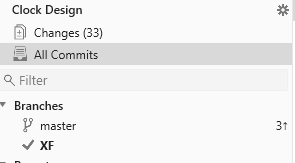 Clock Design
Changes (33)
All Commits
Filter
Branches
master 3↑
XF